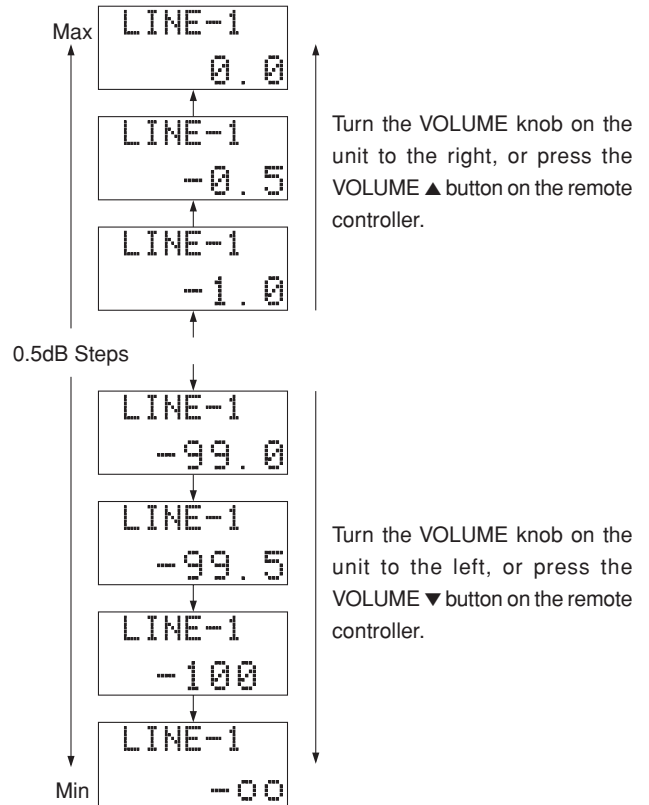 Max
LINE-1
0.0
LINE-1
-0.5
LINE-1
-1.0
Turn the VOLUME knob on the
unit to the right, or press the
VOLUME ▲ button on the remote
controller.
0.5dB Steps
LINE-1
-99.0
LINE-1
-99.5
LINE-1
-100
Turn the VOLUME knob on the
unit to the left, or press the
VOLUME ▼ button on the remote
controller.
LINE-1
-oo
Min